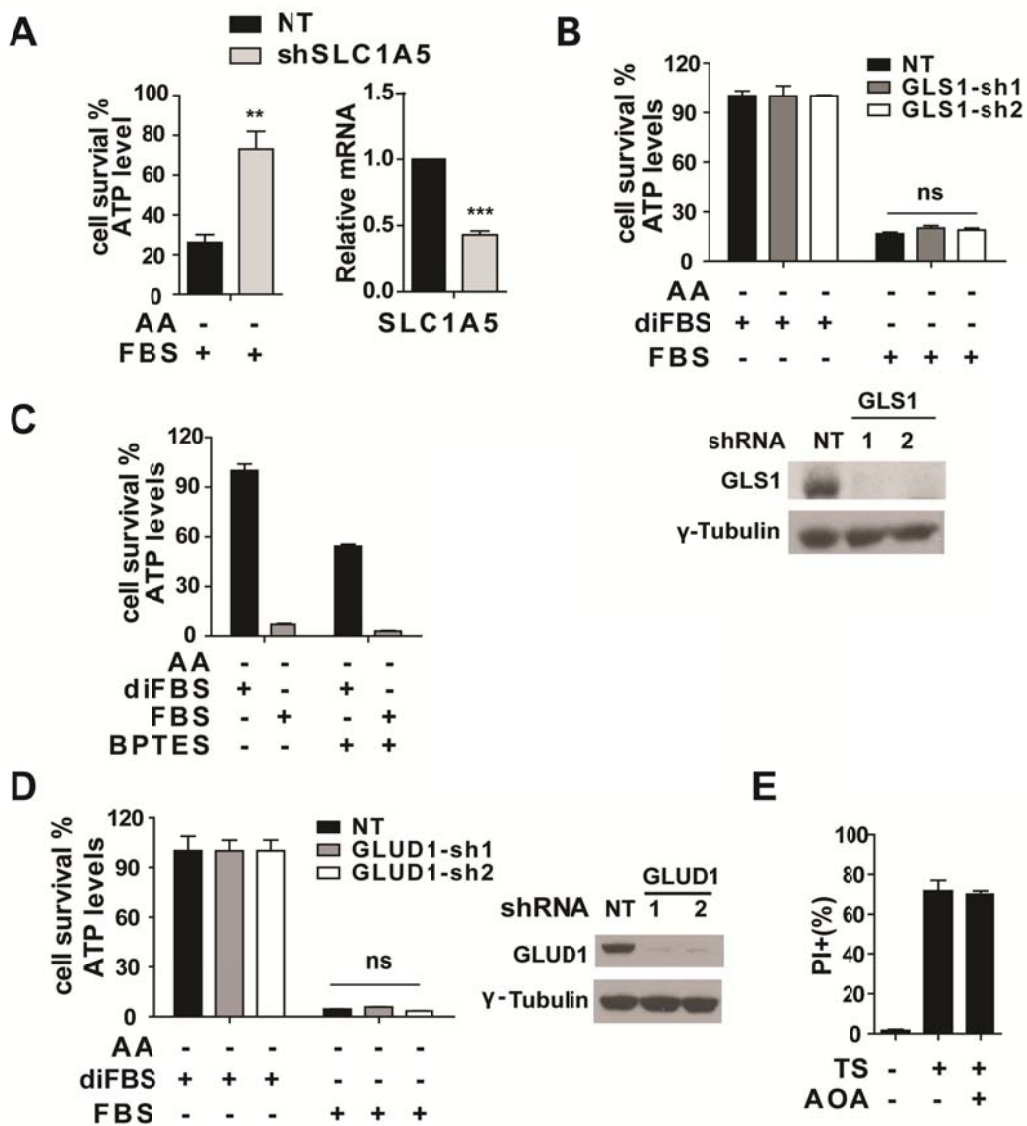 A
NT
shSLC1A5
cell survial %
ATP level
100
80
60
40
20
0
**
AA - -
FBS + +
Relative mRNA
1.5
1.0
0.5
0.0
***
SLC1A5
B
cell survival %
ATP levels
120
90
60
30
0
NT
GLS1-sh1
GLS1-sh2
ns
AA - - - - - -
diFBS + + + - - -
FBS - - - + + +
GLS1
shRNA NT 1 2
GLS1
γ-Tubulin
C
cell survival %
ATP levels
120
90
60
30
0
AA - - - -
diFBS + - + -
FBS - + - +
BPTES - - + +
D
cell survival %
ATP levels
120
90
60
30
0
NT
GLUD1-sh1
GLUD1-sh2
ns
AA - - - - - -
diFBS + + + - - -
FBS - - - + + +
GLUD1
shRNA NT 1 2
GLUD1
γ-Tubulin
E
PI+(%)
100
80
60
40
20
0
TS - + +
AOA - - +